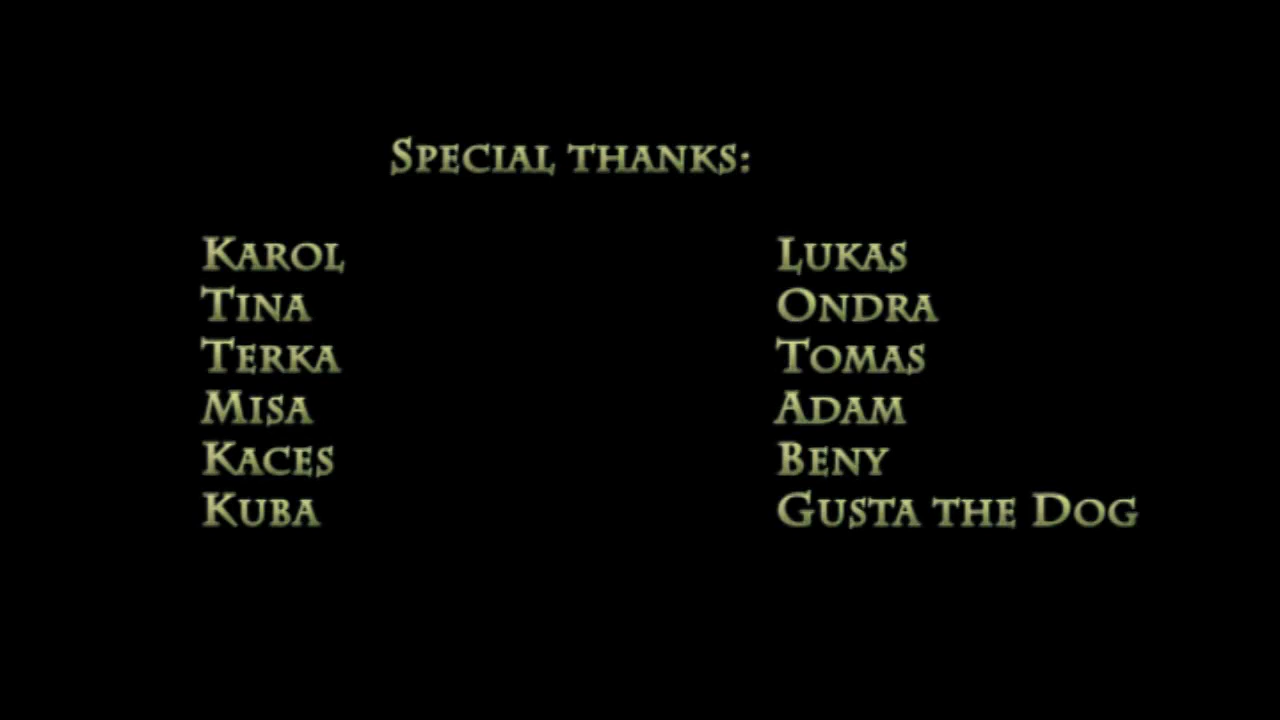 Special thanks:
Karol
Tina
Terka
Misa
Kaces
Kuba
Lukas
Ondra
Tomas
Adam
Beny
Gusta the Dog